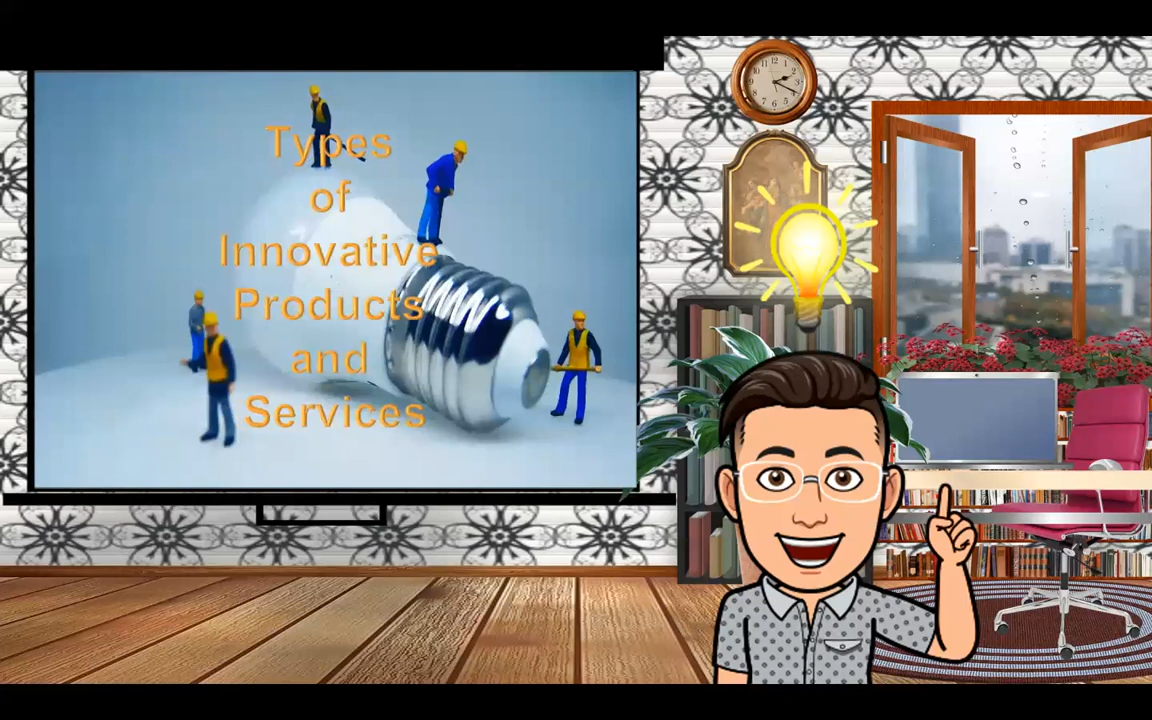 Types
of
Innovative
Products
and
Services